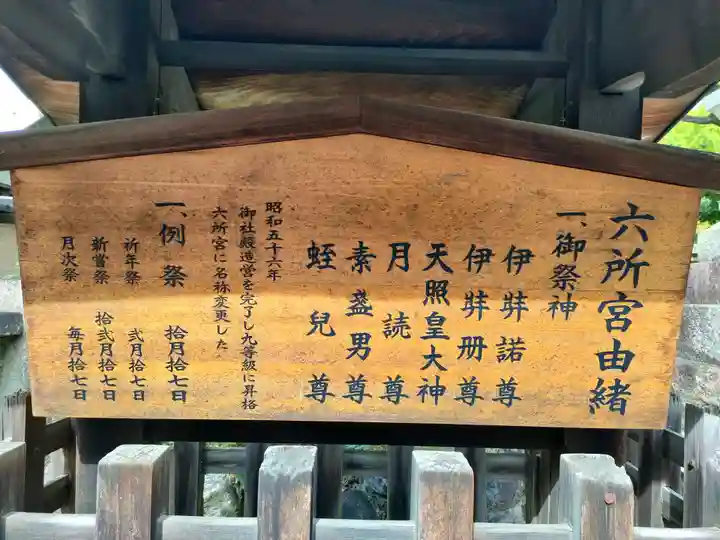 六所宮由緒
一、御祭神
伊弉諾尊
伊弉册尊
天照皇大神
月読尊
素盞男尊
蛭兒尊
昭和五十六年
御社殿造営を完了し九等級に昇格
六所宮に名称変更した
一、例祭 拾月拾七日
祈年祭 弐月拾七日
新嘗祭 拾弐月拾七日
月次祭 毎月拾七日